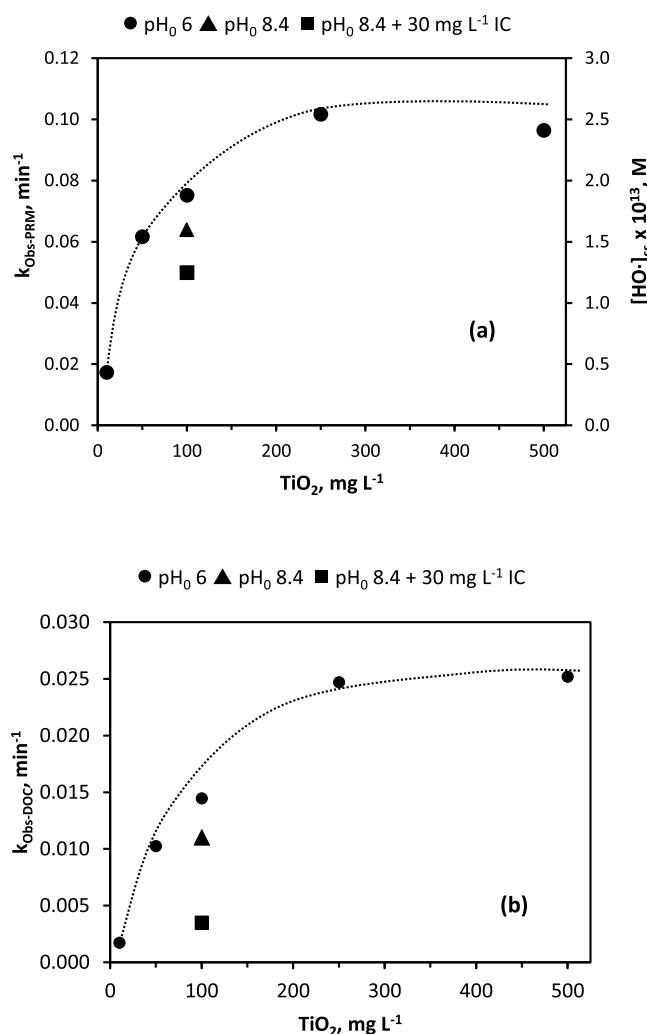 ● pH₀ 6 ▲ pH₀ 8.4 ■ pH₀ 8.4 + 30 mg L⁻¹ IC
0.12
0.10
0.08
0.06
0.04
0.02
0.00
k_Obs-PRM, min⁻¹
3.0
2.5
2.0
1.5
1.0
0.5
0.0
[HO·]ss x 10¹³, M
(a)
0 100 200 300 400 500
TiO₂, mg L⁻¹
● pH₀ 6 ▲ pH₀ 8.4 ■ pH₀ 8.4 + 30 mg L⁻¹ IC
0.030
0.025
0.020
0.015
0.010
0.005
0.000
k_Obs-DOC, min⁻¹
(b)
0 100 200 300 400 500
TiO₂, mg L⁻¹